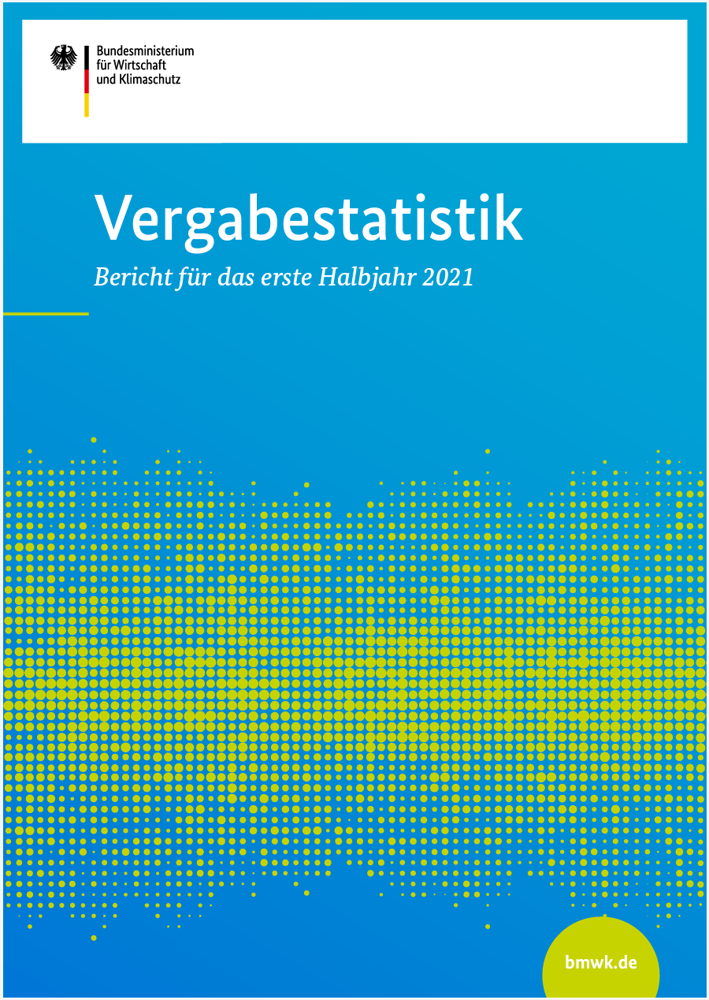 Bundesministerium
für Wirtschaft
und Klimaschutz
Vergabestatistik
Bericht für das erste Halbjahr 2021
bmwk.de